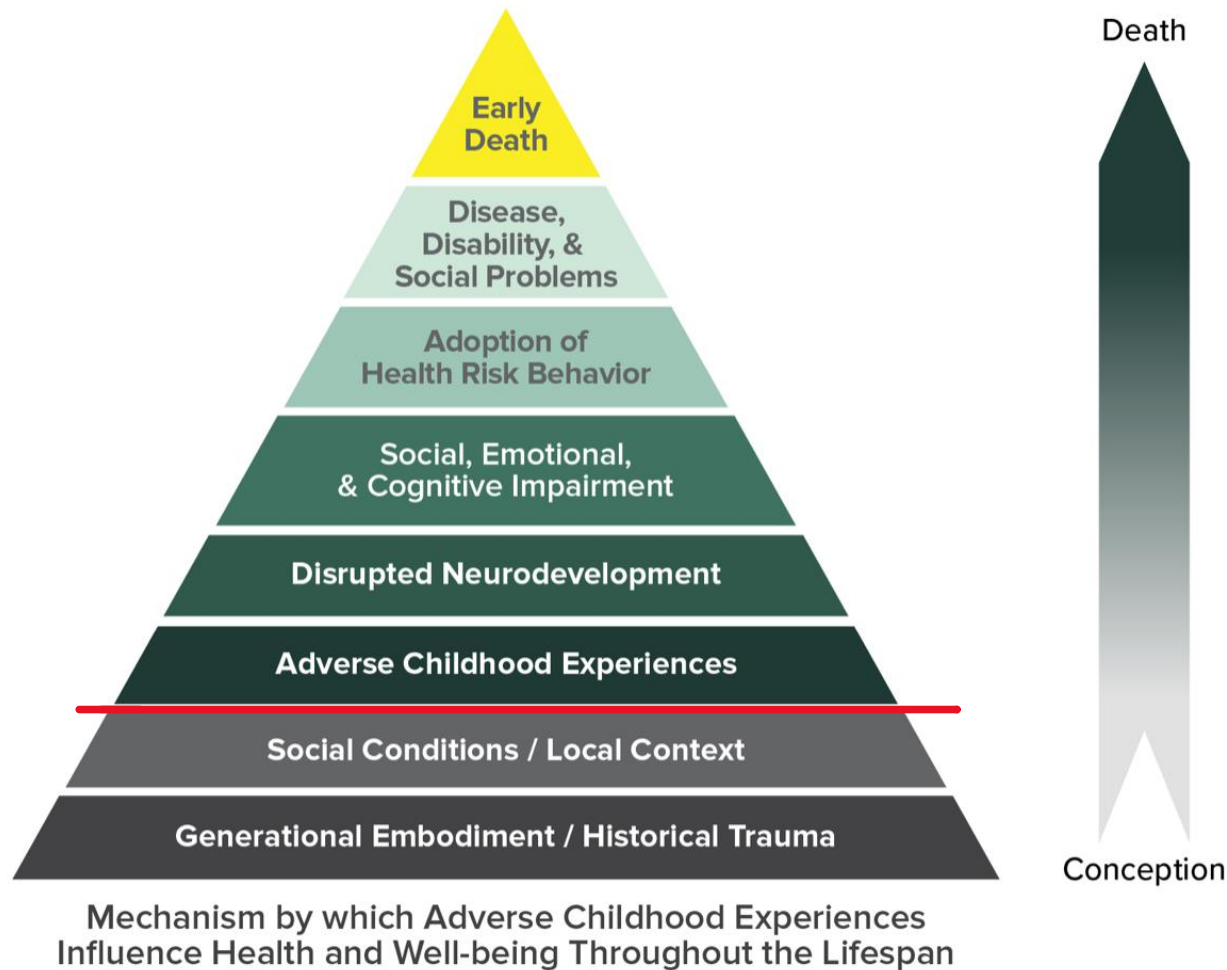 Death
Early
Death
Disease,
Disability, &
Social Problems
Adoption of
Health Risk Behavior
Social, Emotional,
& Cognitive Impairment
Disrupted Neurodevelopment
Adverse Childhood Experiences
Social Conditions / Local Context
Generational Embodiment / Historical Trauma
Conception
Mechanism by which Adverse Childhood Experiences
Influence Health and Well-being Throughout the Lifespan